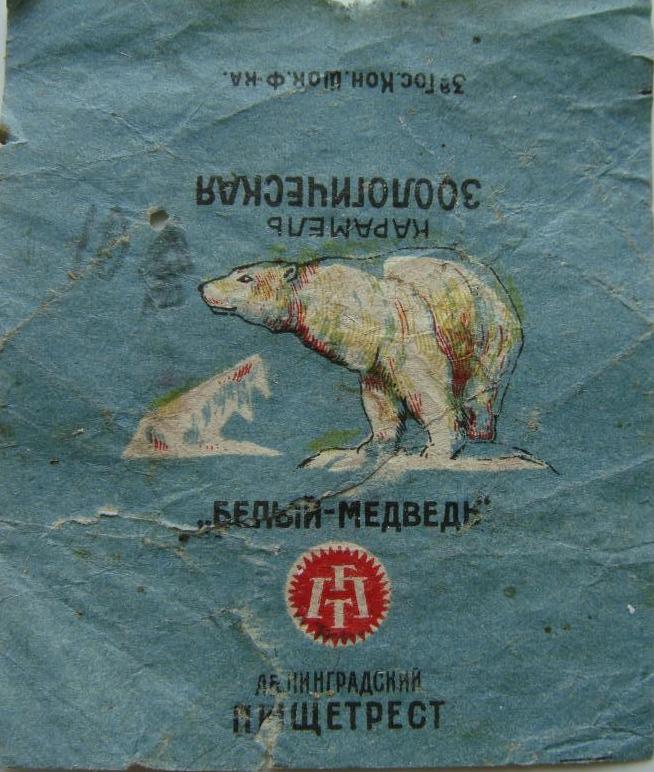 3я Гос. Кон. Шок. Ф-ка.
ЗООЛОГИЧЕСКАЯ
КАРАМЕЛЬ
„БЕЛЫЙ-МЕДВЕДЬ"
ЛЕНИНГРАДСКИЙ
ПИЩЕТРЕСТ